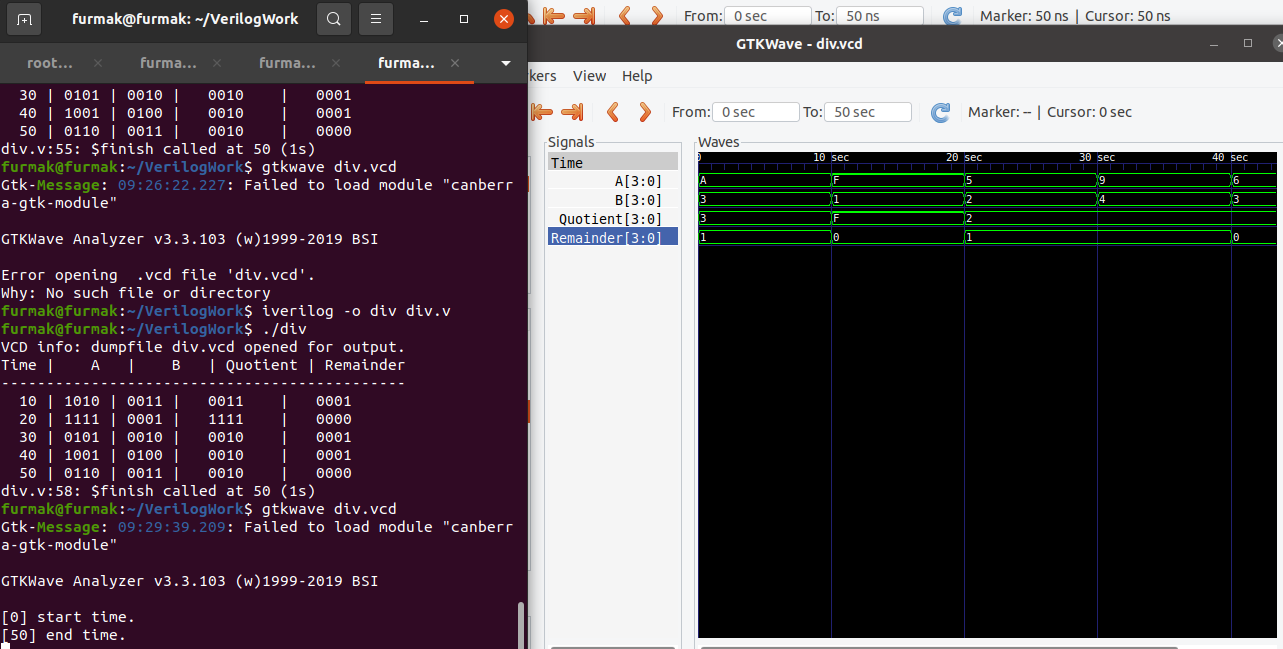 furmak@furmak: ~/VerilogWork
root...
furma...
furma...
furma...
30 | 0101 | 0010 |   0010    |   0001
40 | 1001 | 0100 |   0010    |   0001
50 | 0110 | 0011 |   0010    |   0000
div.v:55: $finish called at 50 (1s)
furmak@furmak:~/VerilogWork$ gtkwave div.vcd
Gtk-Message: 09:26:22.227: Failed to load module "canberr
a-gtk-module"
GTKWave Analyzer v3.3.103 (w)1999-2019 BSI
Error opening  .vcd file 'div.vcd'.
Why: No such file or directory
furmak@furmak:~/VerilogWork$ iverilog -o div div.v
furmak@furmak:~/VerilogWork$ ./div
VCD info: dumpfile div.vcd opened for output.
Time |    A   |    B   | Quotient | Remainder
---------------------------------------------
10 | 1010 | 0011 |   0011    |   0001
20 | 1111 | 0001 |   1111    |   0000
30 | 0101 | 0010 |   0010    |   0001
40 | 1001 | 0100 |   0010    |   0001
50 | 0110 | 0011 |   0010    |   0000
div.v:58: $finish called at 50 (1s)
furmak@furmak:~/VerilogWork$ gtkwave div.vcd
Gtk-Message: 09:29:39.209: Failed to load module "canberr
a-gtk-module"
GTKWave Analyzer v3.3.103 (w)1999-2019 BSI
[0] start time.
[50] end time.
From: 0 sec To: 50 ns Marker: 50 ns | Cursor: 50 ns
GTKWave - div.vcd
kers View Help
From: 0 sec To: 50 sec Marker: -- | Cursor: 0 sec
Signals
Time
A[3:0]
B[3:0]
Quotient[3:0]
Remainder[3:0]
Waves
0 10 sec 20 sec 30 sec 40 sec
A F 5 9 6
3 1 2 4 3
3 F 2
1 0 1 0